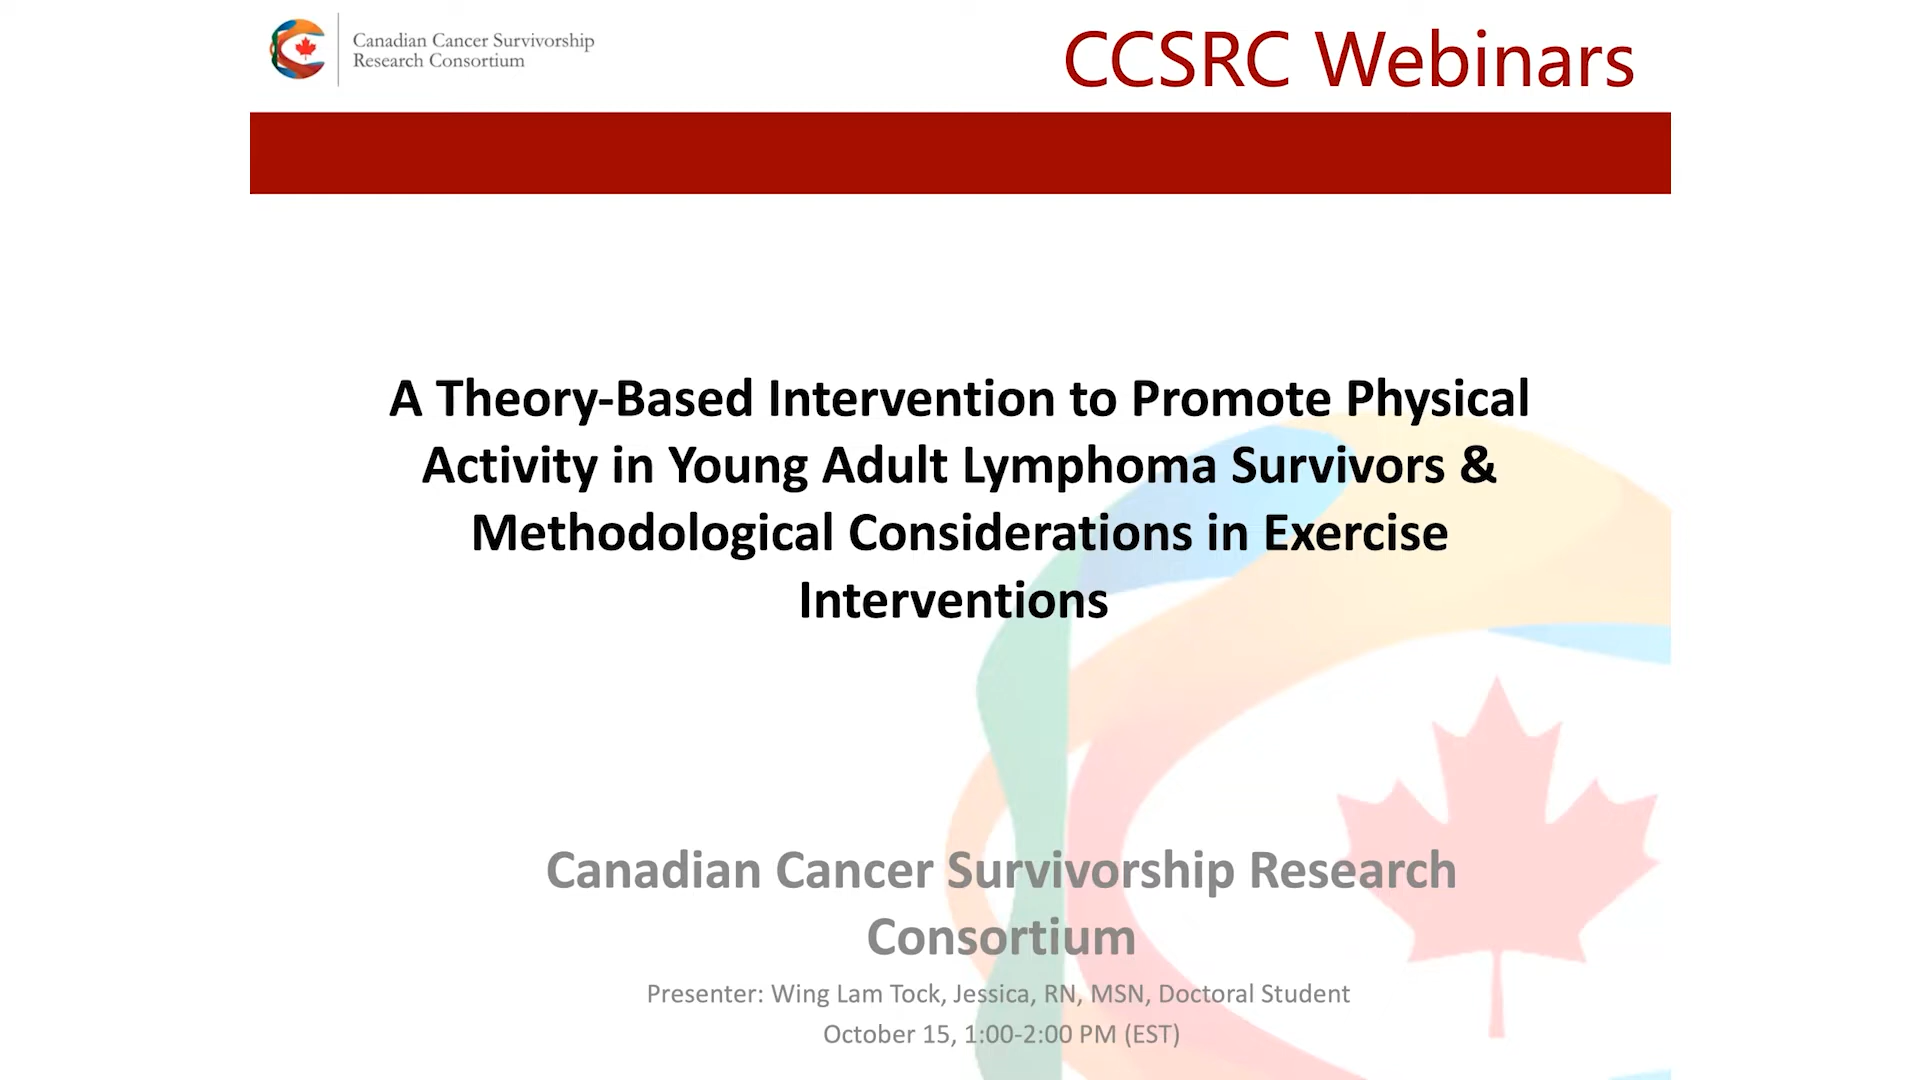 Canadian Cancer Survivorship
Research Consortium
CCSRC Webinars
A Theory-Based Intervention to Promote Physical
Activity in Young Adult Lymphoma Survivors &
Methodological Considerations in Exercise
Interventions
Canadian Cancer Survivorship Research
Consortium
Presenter: Wing Lam Tock, Jessica, RN, MSN, Doctoral Student
October 15, 1:00-2:00 PM (EST)